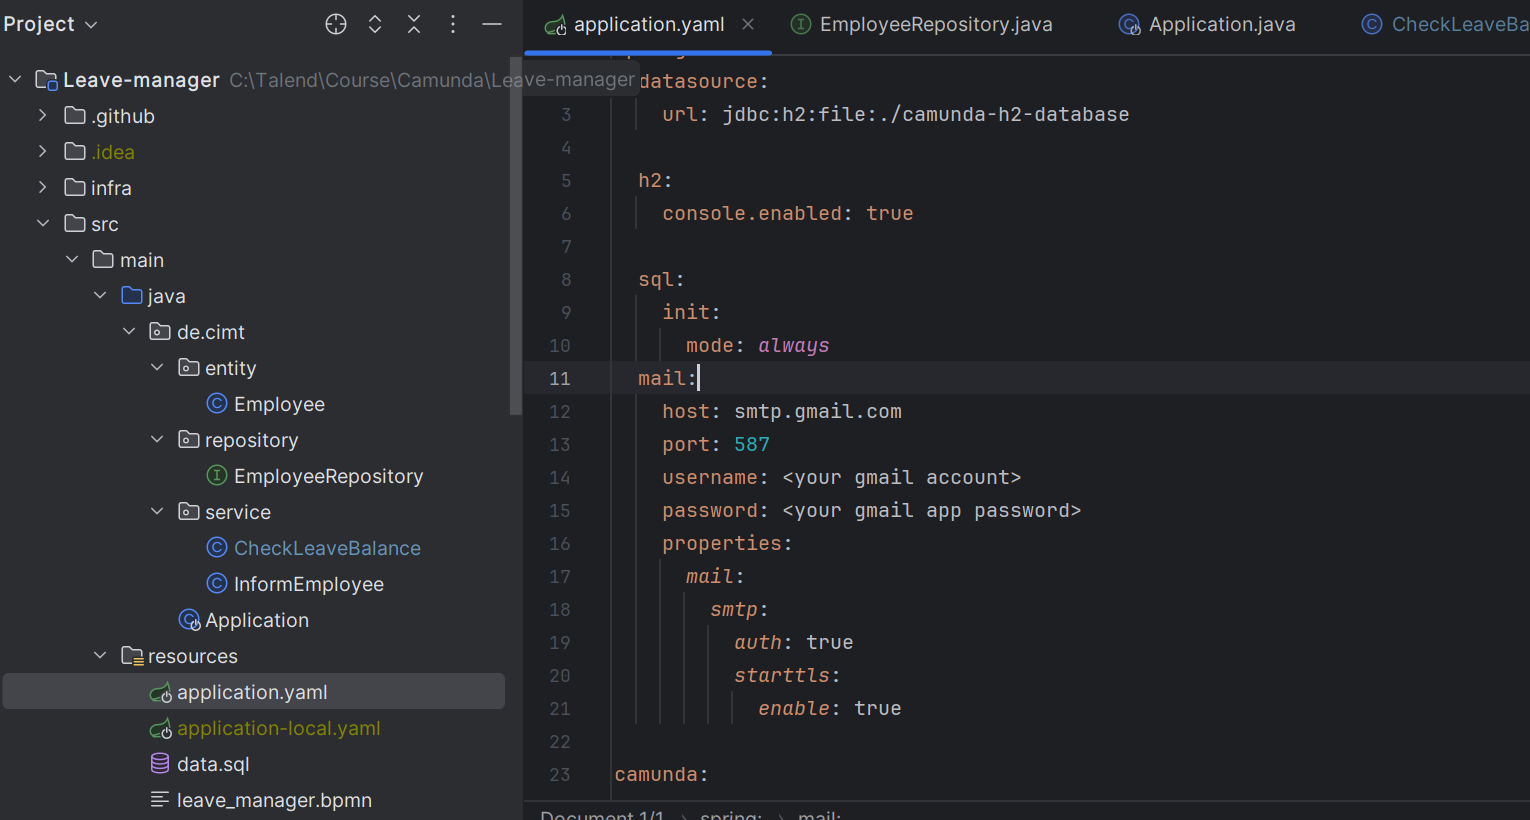 Project
Leave-manager C:\Talend\Course\Camunda\Leave-manager
.github
.idea
infra
src
main
java
de.cimt
entity
Employee
repository
EmployeeRepository
service
CheckLeaveBalance
InformEmployee
Application
resources
application.yaml
application-local.yaml
data.sql
leave_manager.bpmn
application.yaml EmployeeRepository.java Application.java CheckLeaveBa
datasource:
3 url: jdbc:h2:file:./camunda-h2-database
4
5 h2:
6 console.enabled: true
7
8 sql:
9 init:
10 mode: always
11 mail:
12 host: smtp.gmail.com
13 port: 587
14 username: <your gmail account>
15 password: <your gmail app password>
16 properties:
17 mail:
18 smtp:
19 auth: true
20 starttls:
21 enable: true
22
23 camunda:
Document 1/1 › spring: › mail: